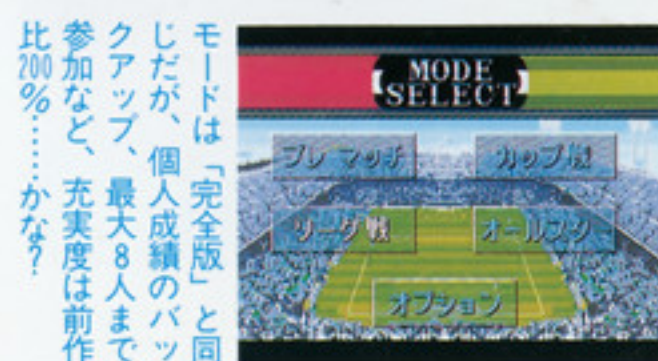 モードは「完全版」と同
じだが、個人成績のバッ
クアップ、最大8人まで
参加など、充実度は前作
比200%……かな?
MODE
SELECT
プレマッチ
カップ戦
リーグ戦
オールスター
オプション